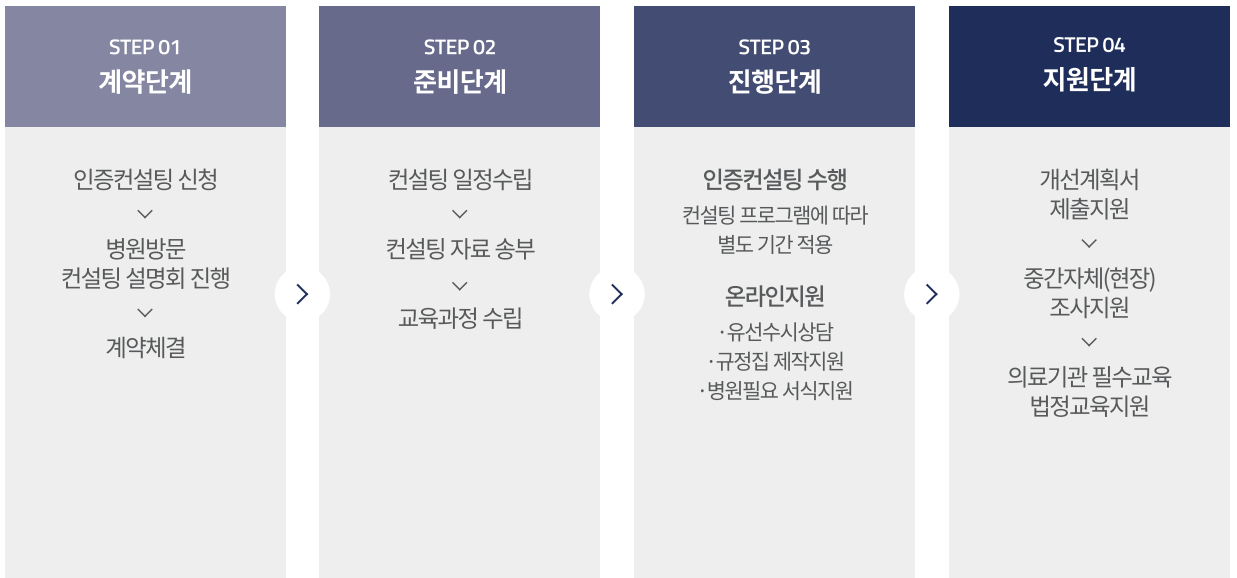 STEP 01
계약단계
인증컨설팅 신청
병원방문
컨설팅 설명회 진행
계약체결
STEP 02
준비단계
컨설팅 일정수립
컨설팅 자료 송부
교육과정 수립
STEP 03
진행단계
인증컨설팅 수행
컨설팅 프로그램에 따라
별도 기간 적용
온라인지원
·유선수시상담
·규정집 제작지원
·병원필요 서식지원
STEP 04
지원단계
개선계획서
제출지원
중간자체(현장)
조사지원
의료기관 필수교육
법정교육지원